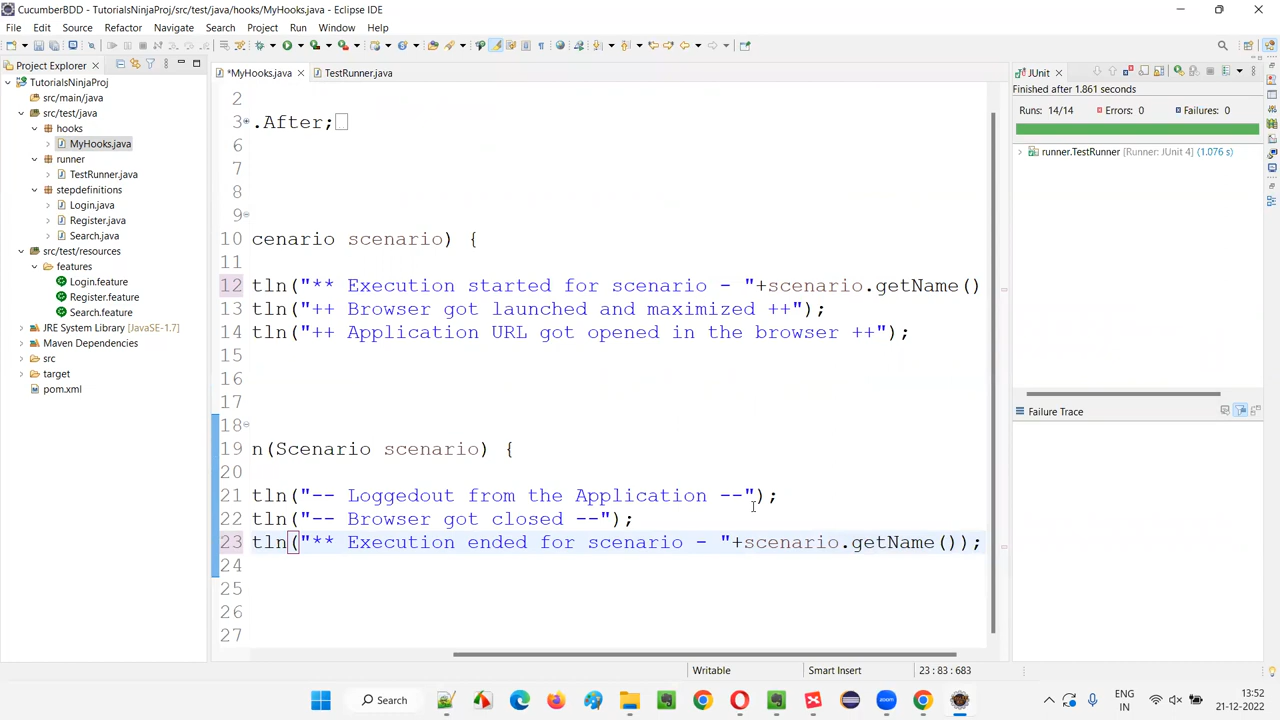 CucumberBDD - TutorialsNinjaProj/src/test/java/hooks/MyHooks.java - Eclipse IDE
File Edit Source Refactor Navigate Search Project Run Window Help
Project Explorer
*MyHooks.java
TestRunner.java
JUnit
TutorialsNinjaProj
src/main/java
src/test/java
hooks
MyHooks.java
runner
TestRunner.java
stepdefinitions
Login.java
Register.java
Search.java
src/test/resources
features
Login.feature
Register.feature
Search.feature
JRE System Library [JavaSE-1.7]
Maven Dependencies
src
target
pom.xml
2
3 .After;
6
7
8
9
10 cenario scenario) {
11
12 tln("** Execution started for scenario - "+scenario.getName()
13 tln("++ Browser got launched and maximized ++");
14 tln("++ Application URL got opened in the browser ++");
15
16
17
18
19 n(Scenario scenario) {
20
21 tln("-- Loggedout from the Application --");
22 tln("-- Browser got closed --");
23 tln("** Execution ended for scenario - "+scenario.getName());
24
25
26
27
Finished after 1.861 seconds
Runs: 14/14 Errors: 0 Failures: 0
runner.TestRunner [Runner: JUnit 4] (1.076 s)
Failure Trace
Writable Smart Insert 23 : 83 : 683
Search
ENG
IN
13:52
21-12-2022